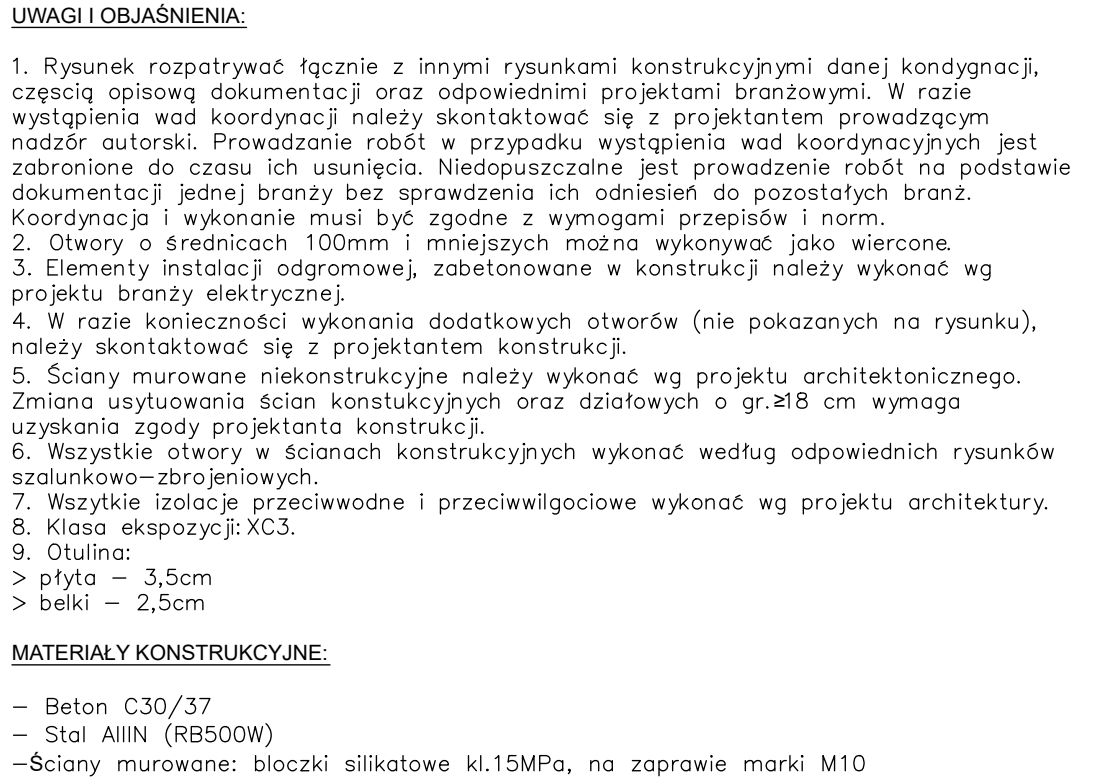 UWAGI I OBJAŚNIENIA:
1. Rysunek rozpatrywać łącznie z innymi rysunkami konstrukcyjnymi danej kondygnacji,
częścią opisową dokumentacji oraz odpowiednimi projektami branżowymi. W razie
wystąpienia wad koordynacji należy skontaktować się z projektantem prowadzącym
nadzór autorski. Prowadzanie robót w przypadku wystąpienia wad koordynacyjnych jest
zabronione do czasu ich usunięcia. Niedopuszczalne jest prowadzenie robót na podstawie
dokumentacji jednej branży bez sprawdzenia ich odniesień do pozostałych branż.
Koordynacja i wykonanie musi być zgodne z wymogami przepisów i norm.
2. Otwory o średnicach 100mm i mniejszych można wykonywać jako wiercone.
3. Elementy instalacji odgromowej, zabetonowane w konstrukcji należy wykonać wg
projektu branży elektrycznej.
4. W razie konieczności wykonania dodatkowych otworów (nie pokazanych na rysunku),
należy skontaktować się z projektantem konstrukcji.
5. Ściany murowane niekonstrukcyjne należy wykonać wg projektu architektonicznego.
Zmiana usytuowania ścian konstukcyjnych oraz działowych o gr.≥18 cm wymaga
uzyskania zgody projektanta konstrukcji.
6. Wszystkie otwory w ścianach konstrukcyjnych wykonać według odpowiednich rysunków
szalunkowo–zbrojeniowych.
7. Wszytkie izolacje przeciwwodne i przeciwwilgociowe wykonać wg projektu architektury.
8. Klasa ekspozycji: XC3.
9. Otulina:
> płyta – 3,5cm
> belki – 2,5cm
MATERIAŁY KONSTRUKCYJNE:
– Beton C30/37
– Stal AIIIN (RB500W)
–Ściany murowane: bloczki silikatowe kl.15MPa, na zaprawie marki M10